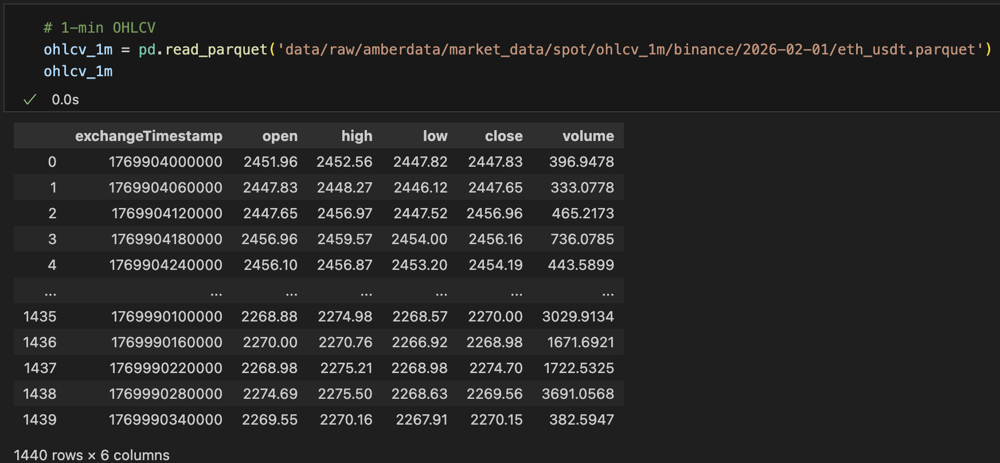 # 1-min OHLCV
ohlcv_1m = pd.read_parquet('data/raw/amberdata/market_data/spot/ohlcv_1m/binance/2026-02-01/eth_usdt.parquet')
ohlcv_1m
✓ 0.0s
exchangeTimestamp open high low close volume
0 1769904000000 2451.96 2452.56 2447.82 2447.83 396.9478
1 1769904060000 2447.83 2448.27 2446.12 2447.65 333.0778
2 1769904120000 2447.65 2456.97 2447.52 2456.96 465.2173
3 1769904180000 2456.96 2459.57 2454.00 2456.16 736.0785
4 1769904240000 2456.10 2456.87 2453.20 2454.19 443.5899
... ... ... ... ... ... ...
1435 1769990100000 2268.88 2274.98 2268.57 2270.00 3029.9134
1436 1769990160000 2270.00 2270.76 2266.92 2268.98 1671.6921
1437 1769990220000 2268.98 2275.21 2268.98 2274.70 1722.5325
1438 1769990280000 2274.69 2275.50 2268.63 2269.56 3691.0568
1439 1769990340000 2269.55 2270.16 2267.91 2270.15 382.5947
1440 rows × 6 columns